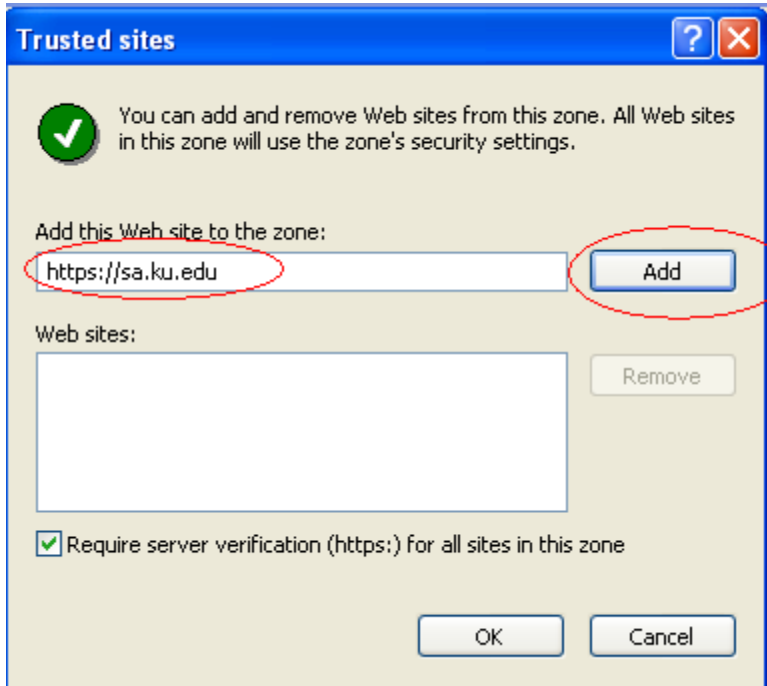 Trusted sites
You can add and remove Web sites from this zone. All Web sites
in this zone will use the zone's security settings.
Add this Web site to the zone:
https://sa.ku.edu
Add
Web sites:
Remove
Require server verification (https:) for all sites in this zone
OK
Cancel